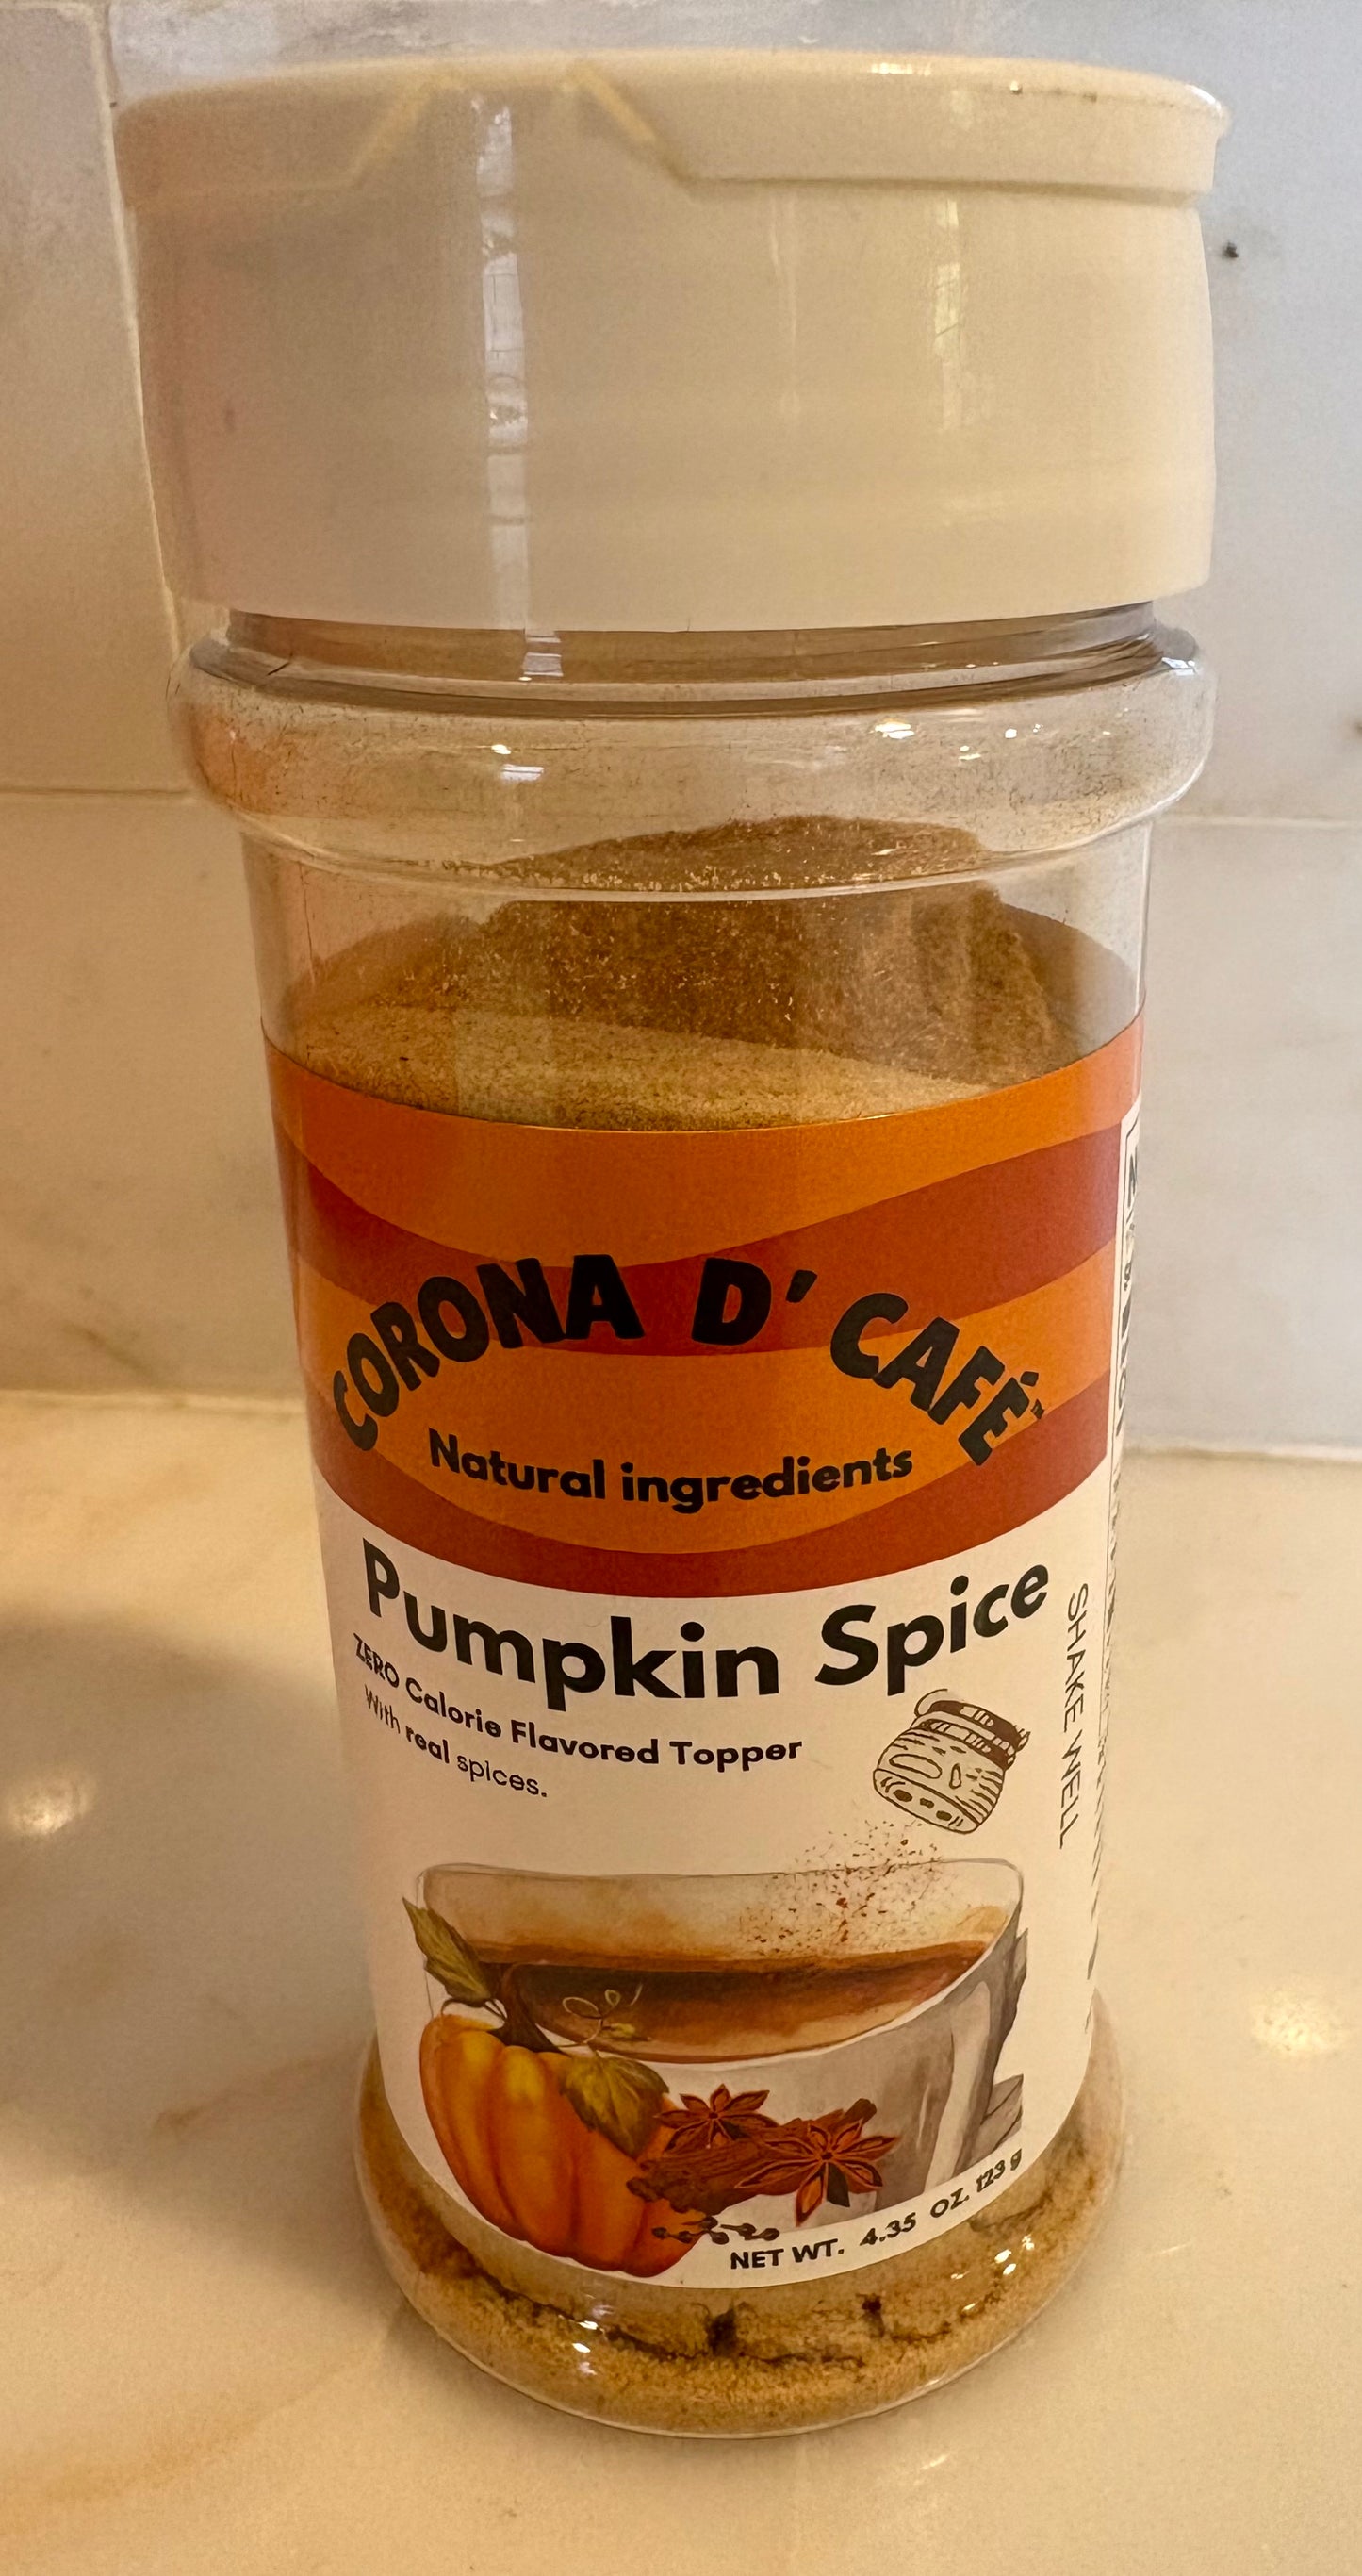 CORONA D' CAFÉ
Natural ingredients
Pumpkin Spice
ZERO Calorie Flavored Topper
With real spices.
SHAKE WELL
NET WT. 4.35 OZ. 123 g